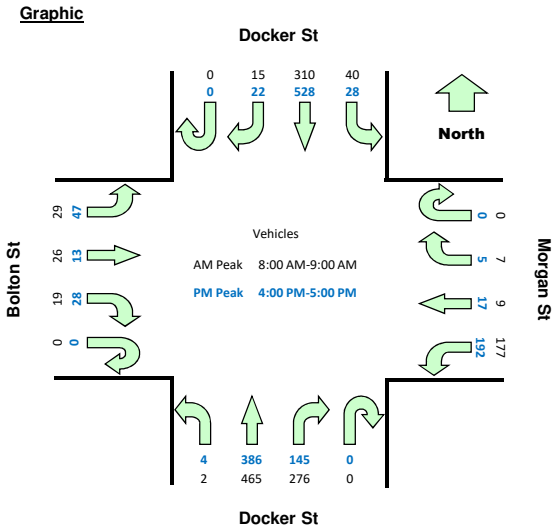 Graphic
Docker St
0 15 310 40
0 22 528 28
North
29 47
0 0
26 13
5 7
19 28
17 9
0 0
192 177
Bolton St
Morgan St
Vehicles
AM Peak 8:00 AM-9:00 AM
PM Peak 4:00 PM-5:00 PM
4 386 145 0
2 465 276 0
Docker St